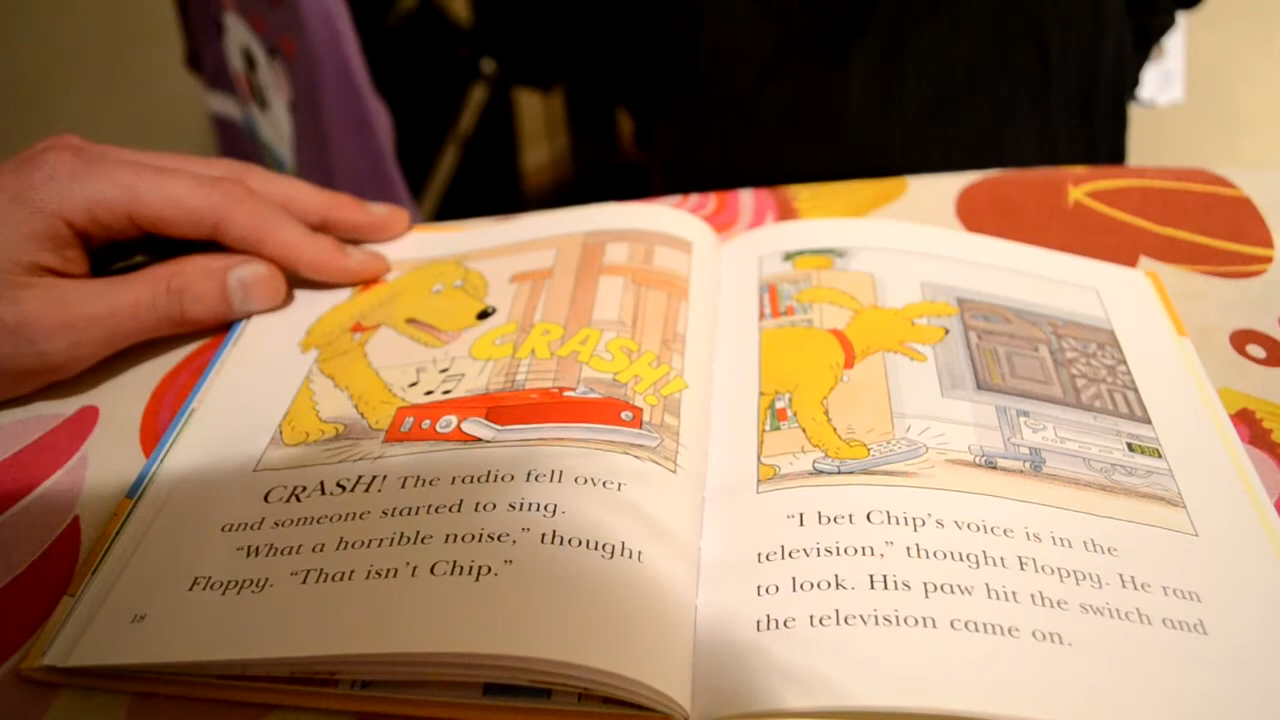 CRASH!
CRASH! The radio fell over
and someone started to sing.
"What a horrible noise," thought
Floppy. "That isn't Chip."
18
"I bet Chip's voice is in the
television," thought Floppy. He ran
to look. His paw hit the switch and
the television came on.